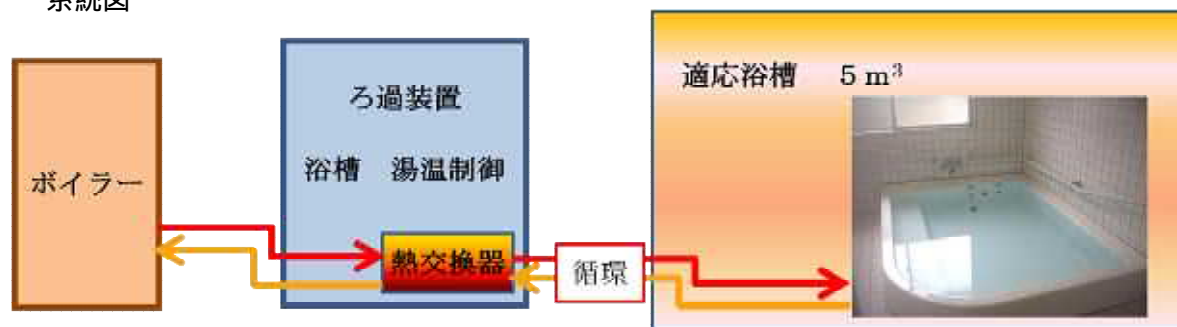 系統図
ボイラー
ろ過装置
浴槽 湯温制御
熱交換器
循環
適応浴槽 5 m³